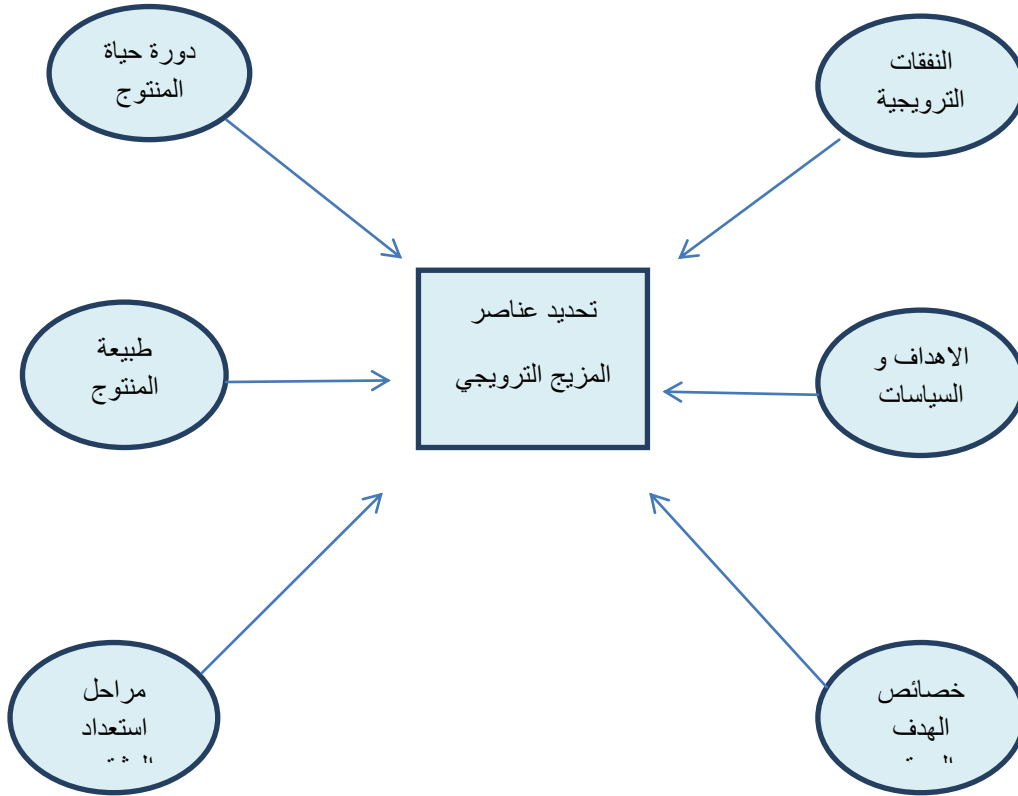 النفقات
الترويجية
دورة حياة
المنتوج
تحديد عناصر
المزيج الترويجي
الاهداف و
السياسات
طبيعة
المنتوج
خصائص
الهدف
مراحل
استعداد